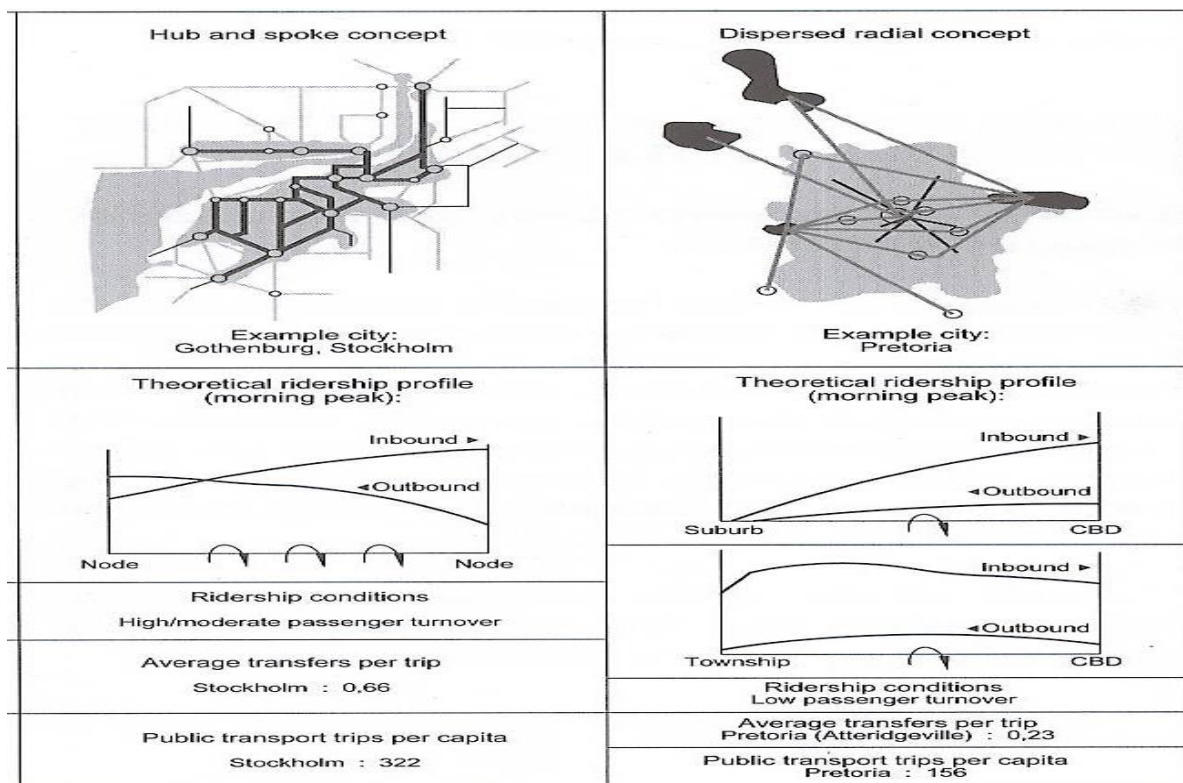 Hub and spoke concept
Example city:
Gothenburg, Stockholm
Theoretical ridership profile
(morning peak):
Inbound ►
◄Outbound
Node
Node
Ridership conditions
High/moderate passenger turnover
Average transfers per trip
Stockholm : 0,66
Public transport trips per capita
Stockholm : 322
Dispersed radial concept
Example city:
Pretoria
Theoretical ridership profile
(morning peak):
Inbound ►
◄Outbound
Suburb
CBD
Inbound ►
◄Outbound
Township
CBD
Ridership conditions
Low passenger turnover
Average transfers per trip
Pretoria (Atteridgeville) : 0,23
Public transport trips per capita
Pretoria : 156